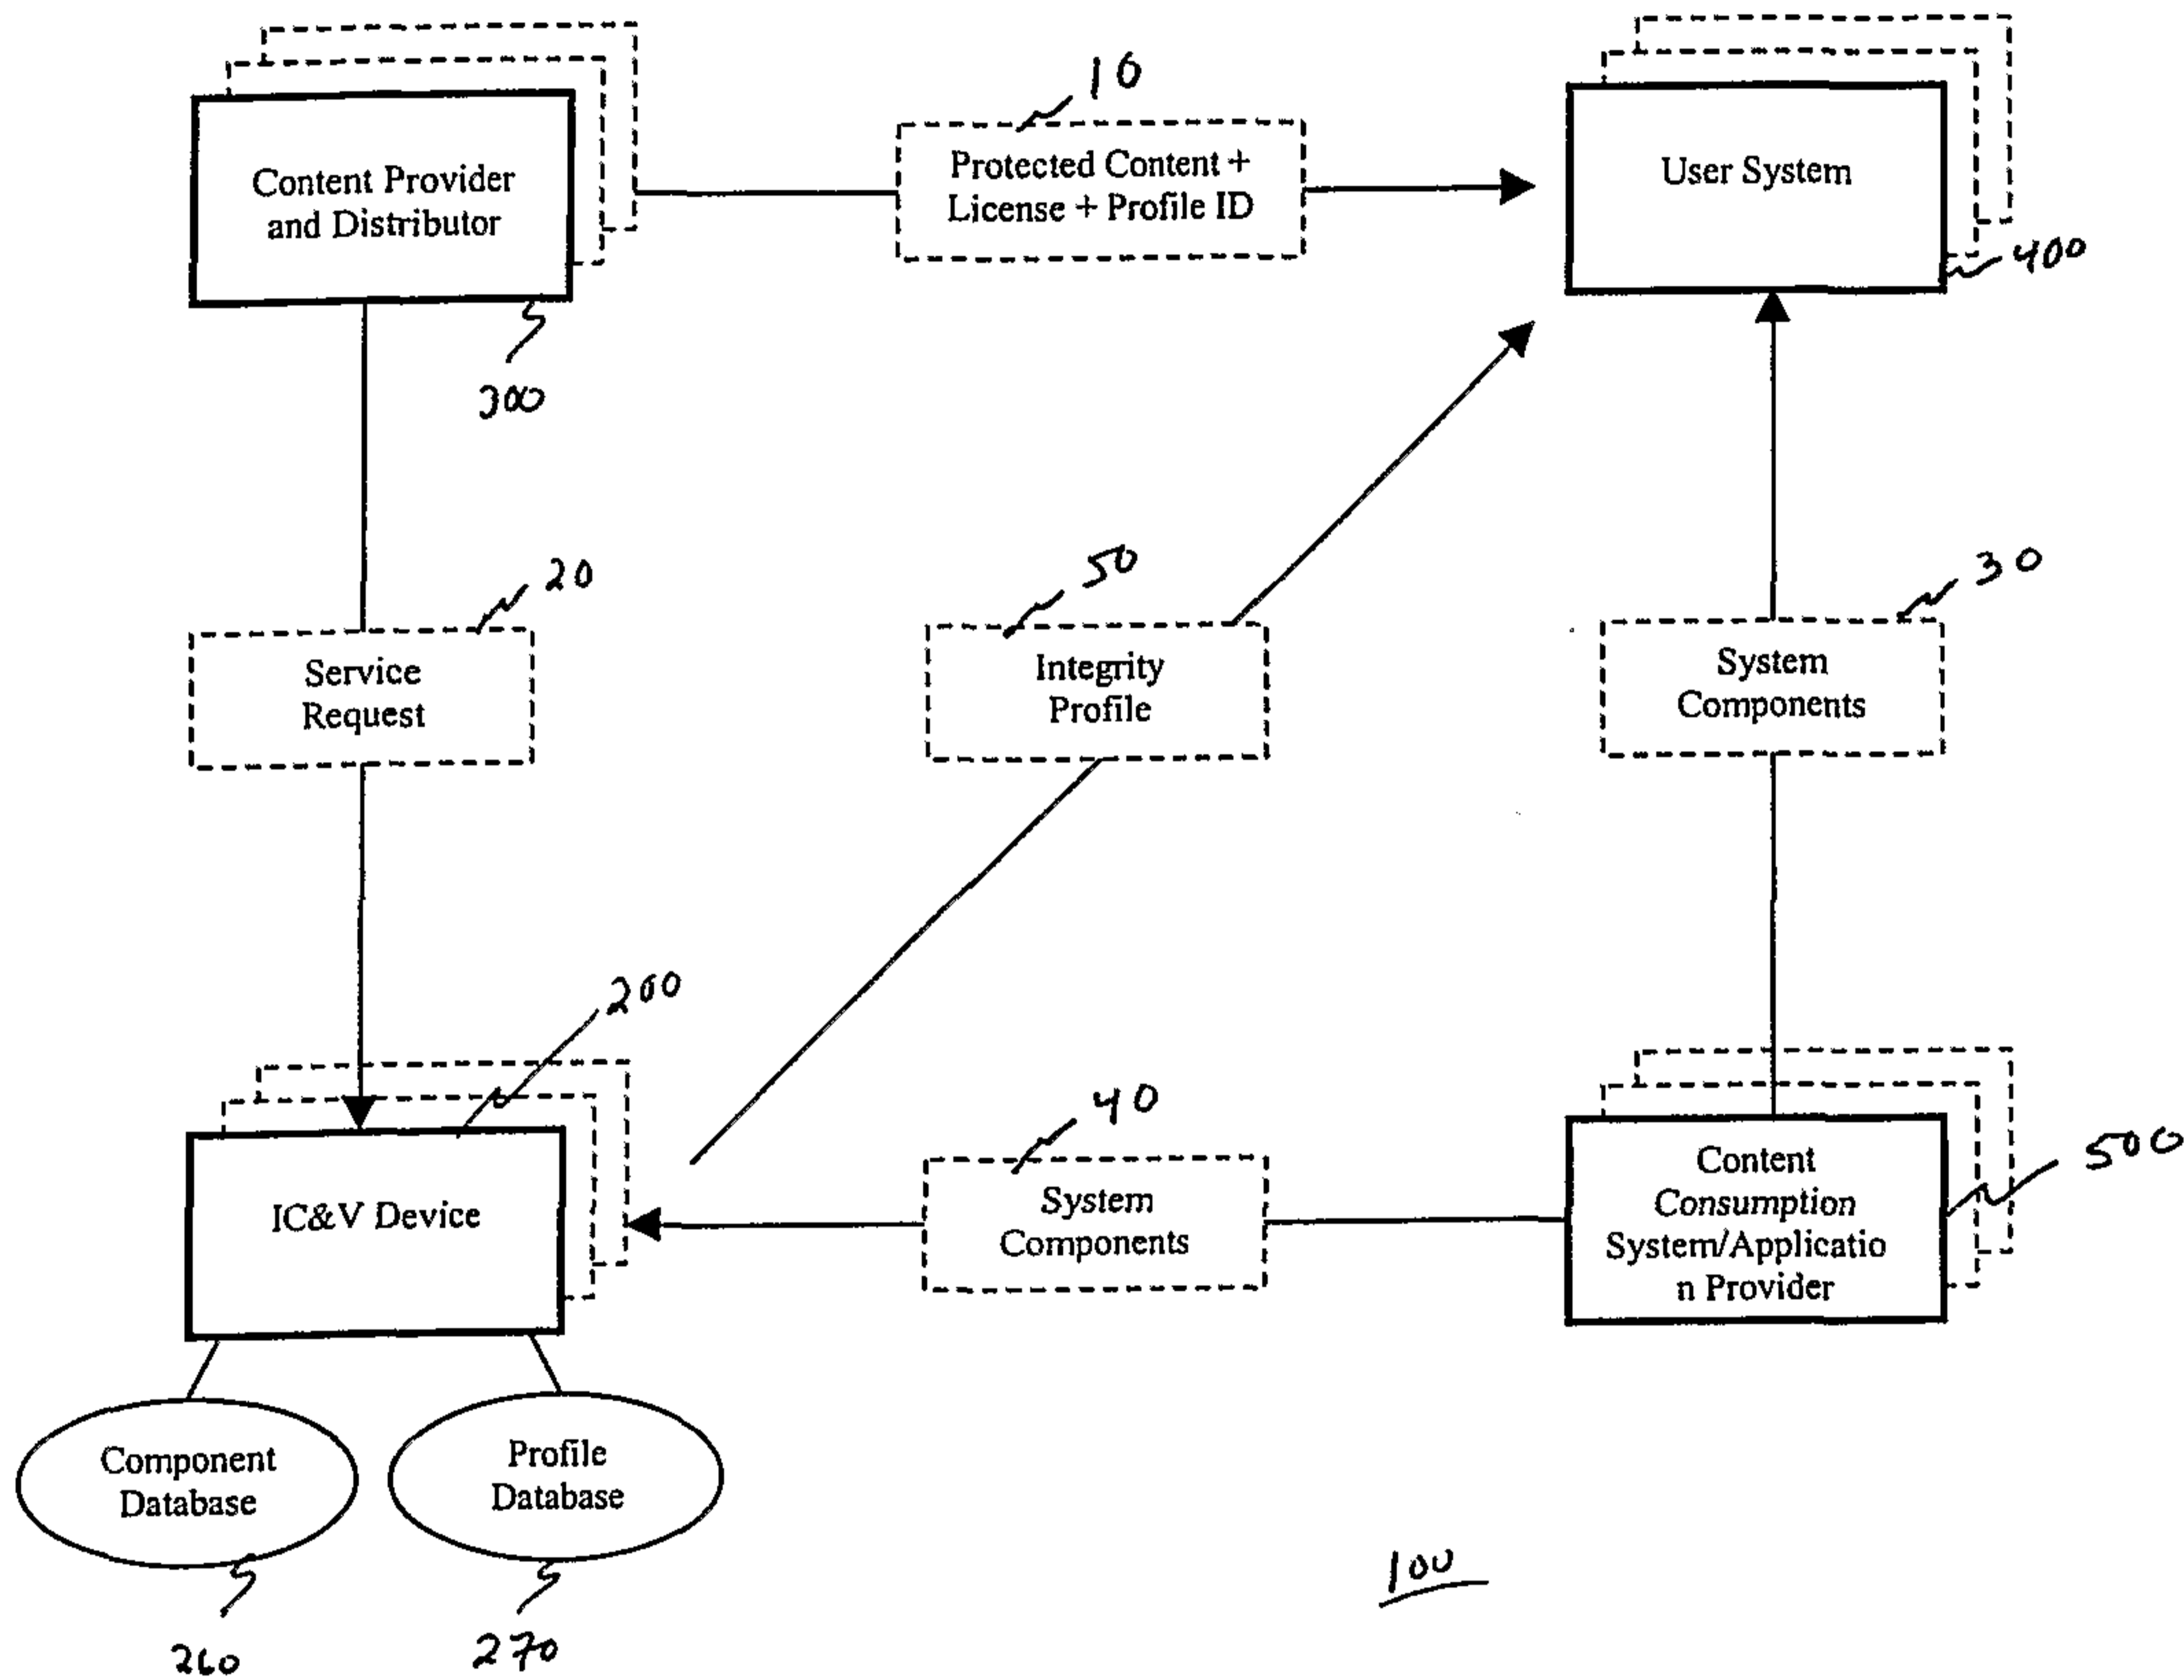 10
Protected Content +
License + Profile ID
User System
Content Provider
and Distributor
400
300
20
50
30
Service
Request
Integrity
Profile
System
Components
200
40
500
IC&V Device
System
Components
Content
Consumption
System/Applicatio
n Provider
Component
Database
Profile
Database
100
260
270